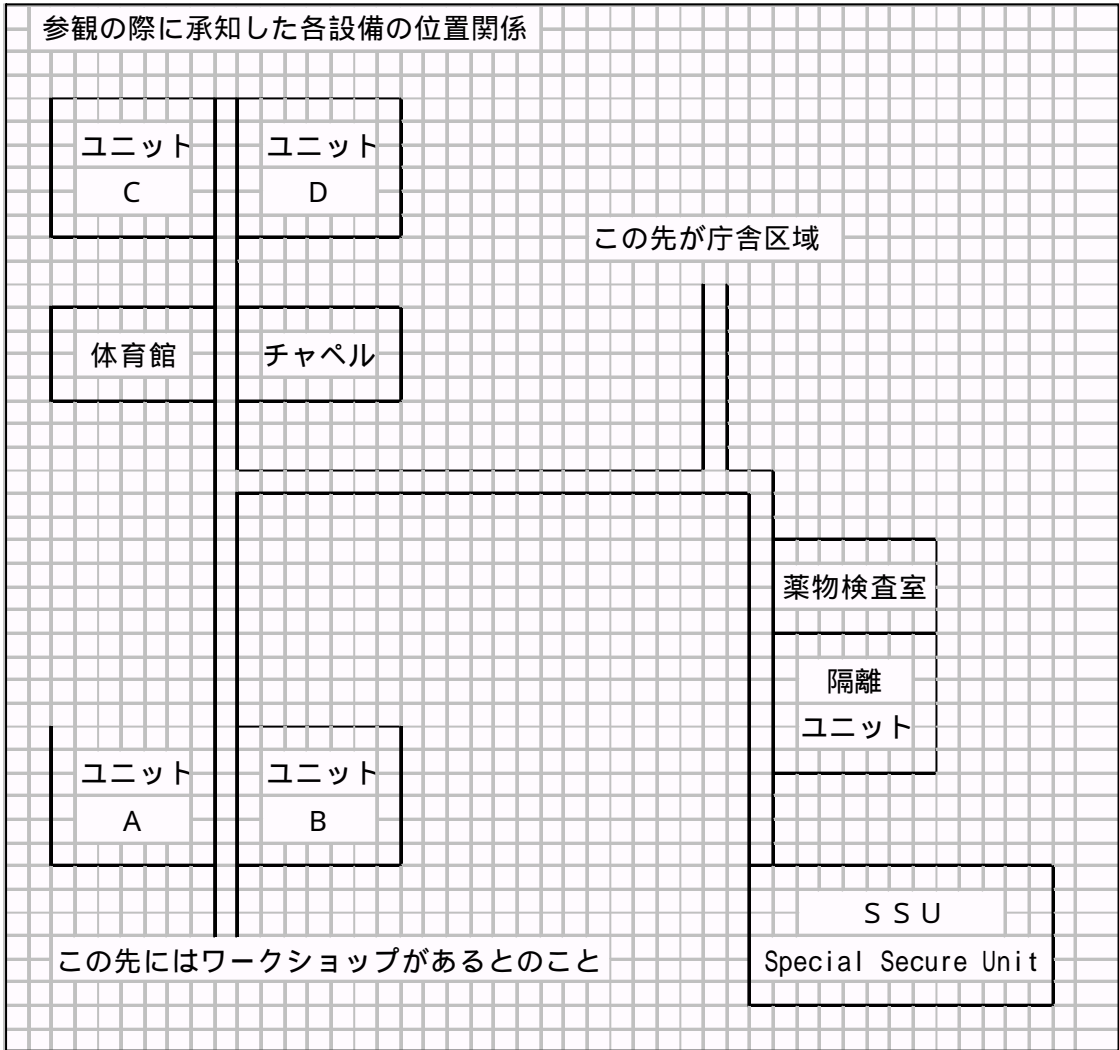 参観の際に承知した各設備の位置関係
ユニット
C
ユニット
D
この先が庁舎区域
体育館
チャペル
薬物検査室
隔離
ユニット
ユニット
A
ユニット
B
ＳＳＵ
Special Secure Unit
この先にはワークショップがあるとのこと